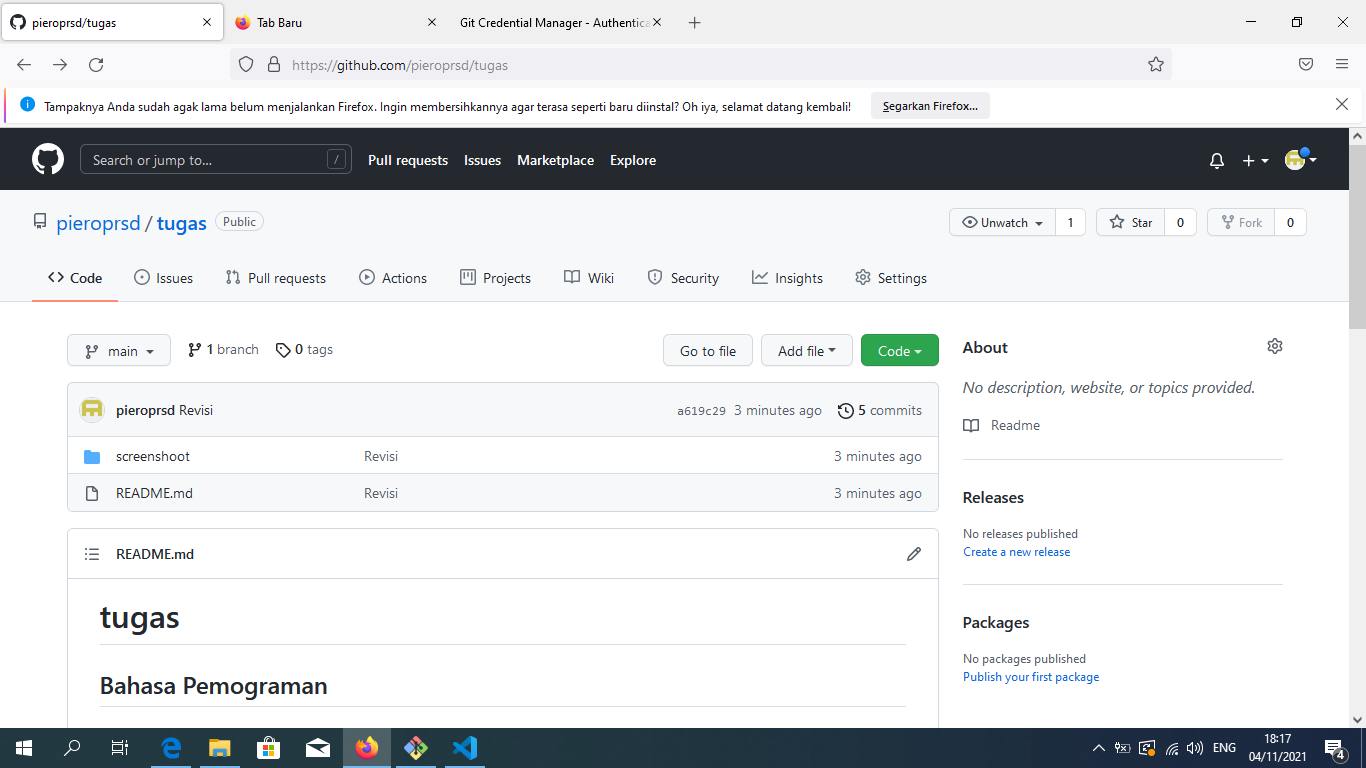 pieroprsd/tugas
Tab Baru
Git Credential Manager - Authentica
https://github.com/pieroprsd/tugas
Tampaknya Anda sudah agak lama belum menjalankan Firefox. Ingin membersihkannya agar terasa seperti baru diinstal? Oh iya, selamat datang kembali! Segarkan Firefox...
Search or jump to... / Pull requests Issues Marketplace Explore
pieroprsd / tugas Public Unwatch 1 Star 0 Fork 0
Code Issues Pull requests Actions Projects Wiki Security Insights Settings
main 1 branch 0 tags Go to file Add file Code
pieroprsd Revisi a619c29 3 minutes ago 5 commits
screenshoot Revisi 3 minutes ago
README.md Revisi 3 minutes ago
README.md
tugas
Bahasa Pemograman
About
No description, website, or topics provided.
Readme
Releases
No releases published
Create a new release
Packages
No packages published
Publish your first package
ENG 18:17
04/11/2021
4